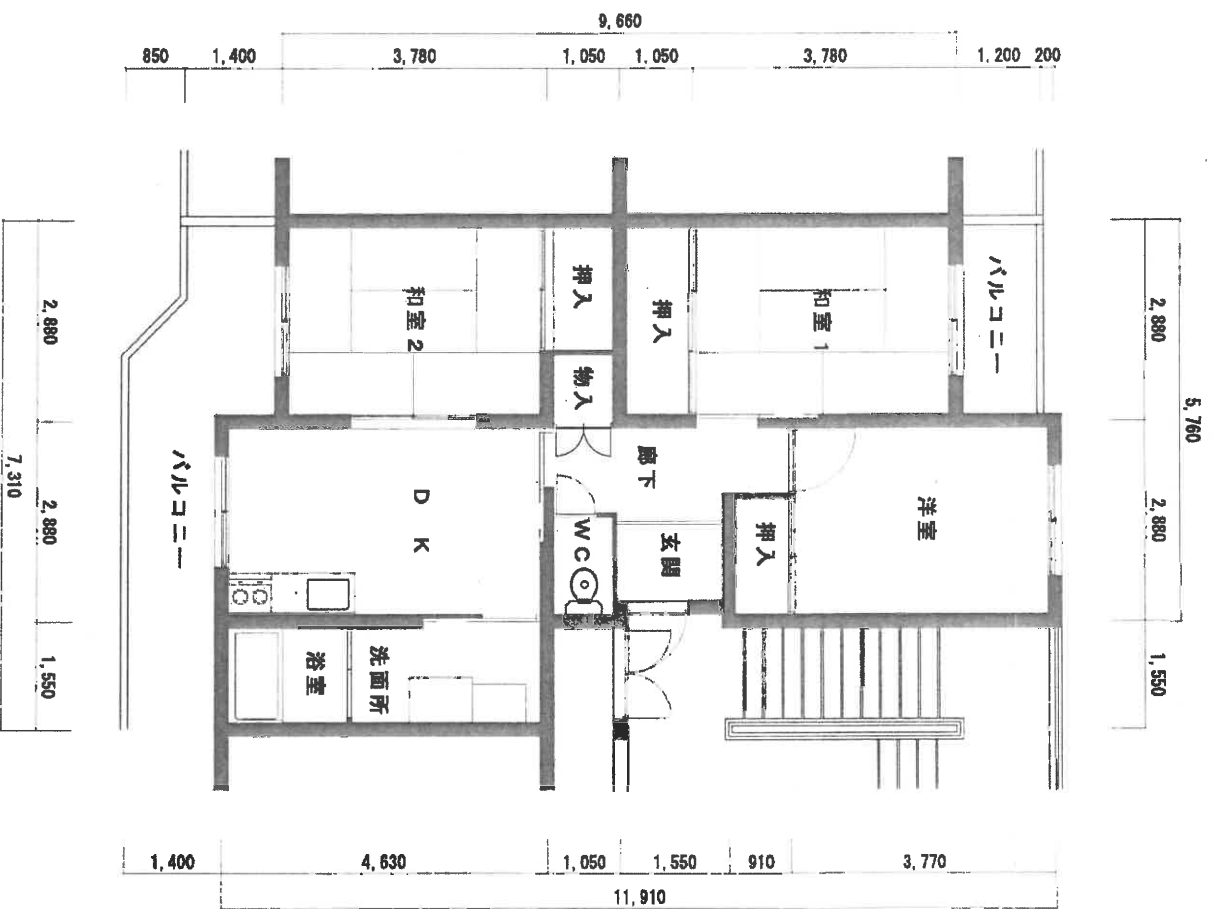 9,660
850 1,400 3,780 1,050 1,050 3,780 1,200 200
和室2
押入
物入
押入
和室1
バルコニー
2,880
2,880
1,550
7,310
2,880
2,880
1,550
5,760
バルコニー
DK
廊下
WC
玄関
押入
洋室
浴室
洗面所
1,400 4,630 1,050 1,550 910 3,770
11,910